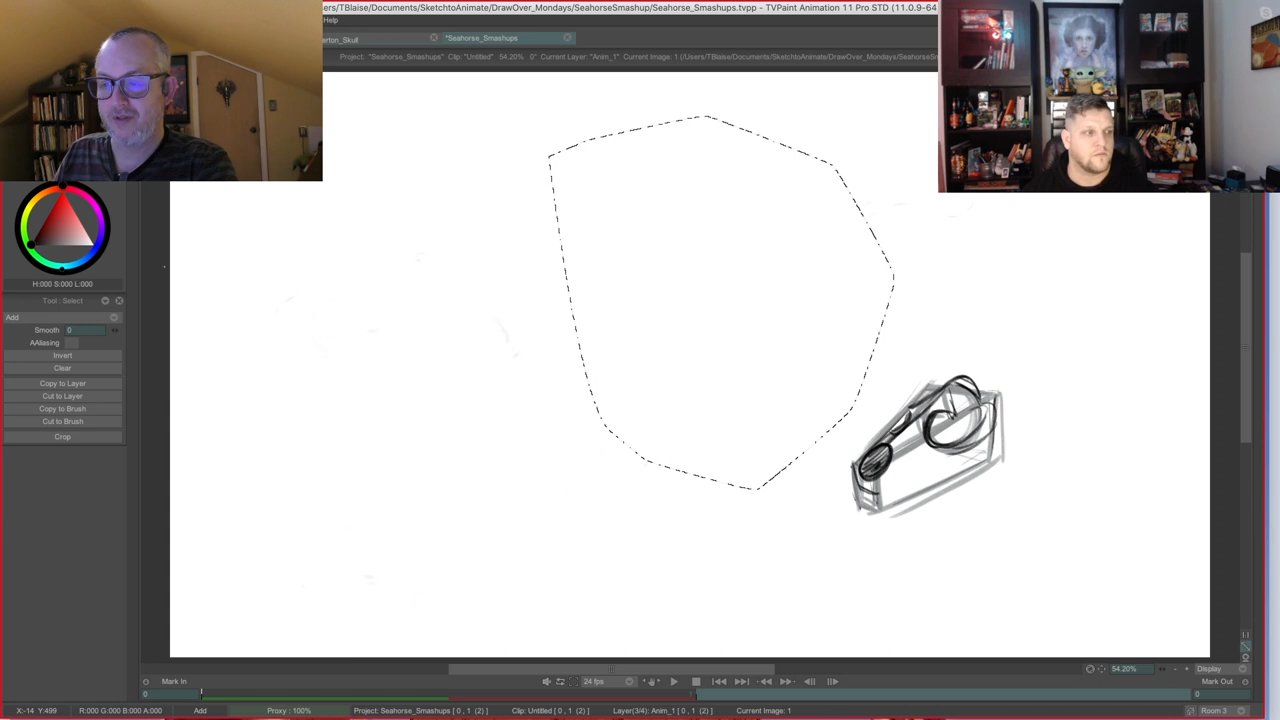 ers/TBlaise/Documents/SketchtoAnimate/DrawOver_Mondays/SeahorseSmashup/Seahorse_Smashups.tvpp - TVPaint Animation 11 Pro STD (11.0.9-64
Help
erton_Skull
*Seahorse_Smashups
Project: "Seahorse_Smashups" Clip: "Untitled" 54.20% 0° Current Layer: "Anim_1" Current Image: 1 (/Users/TBlaise/Documents/SketchtoAnimate/DrawOver_Mondays/SeahorseSm
H:000 S:000 L:000
Tool : Select
Add
Smooth 0
AAliasing
Invert
Clear
Copy to Layer
Cut to Layer
Copy to Brush
Cut to Brush
Crop
1:1
54.20%
Display
Mark In
24 fps
Mark Out
0
0
X:-14 Y:499
R:000 G:000 B:000 A:000
Add
Proxy : 100%
Project: Seahorse_Smashups [ 0 , 1 (2) ]
Clip: Untitled [ 0 , 1 (2) ]
Layer(3/4): Anim_1 [ 0 , 1 (2) ]
Current Image: 1
Room 3